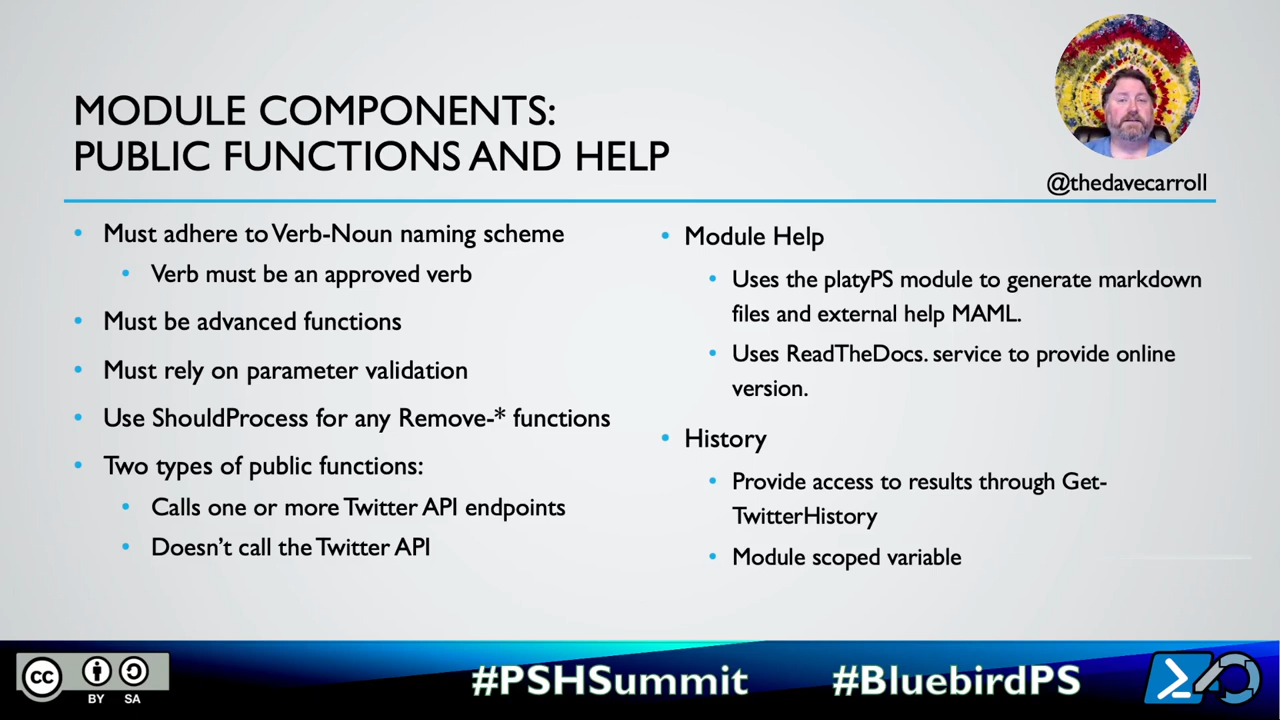 MODULE COMPONENTS:
PUBLIC FUNCTIONS AND HELP
@thedavecarroll
Must adhere to Verb-Noun naming scheme
Verb must be an approved verb
Must be advanced functions
Must rely on parameter validation
Use ShouldProcess for any Remove-* functions
Two types of public functions:
Calls one or more Twitter API endpoints
Doesn't call the Twitter API
Module Help
Uses the platyPS module to generate markdown
files and external help MAML.
Uses ReadTheDocs. service to provide online
version.
History
Provide access to results through Get-
TwitterHistory
Module scoped variable
cc
BY SA
#PSHSummit #BluebirdPS